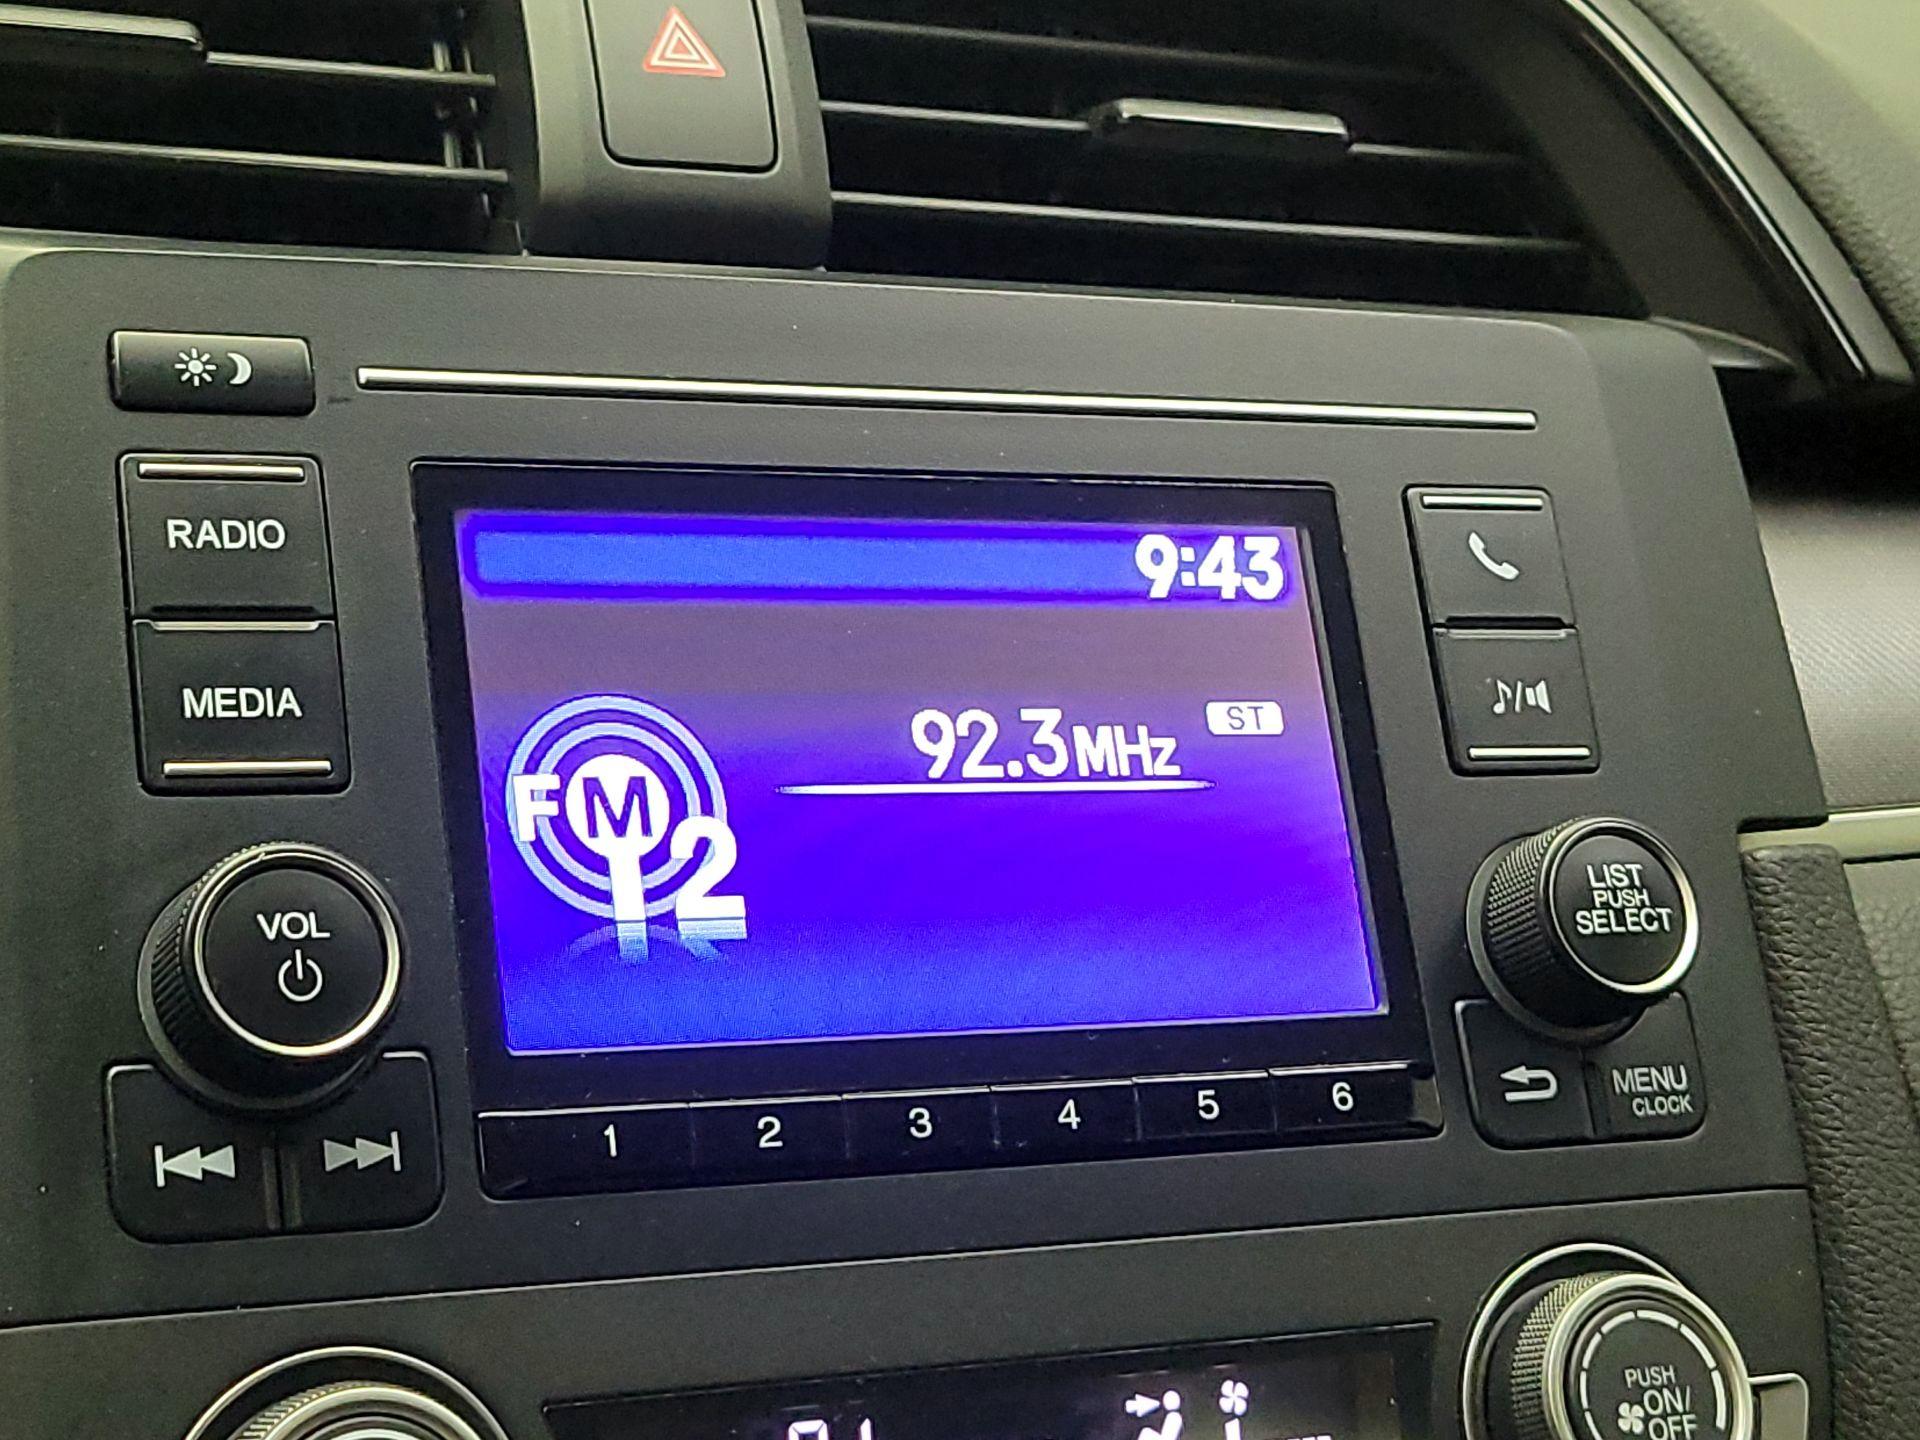 RADIO
MEDIA
VOL
9:43
92.3MHz
ST
FM
2
1
2
3
4
5
6
LIST
PUSH
SELECT
MENU
CLOCK
PUSH
ON/
OFF